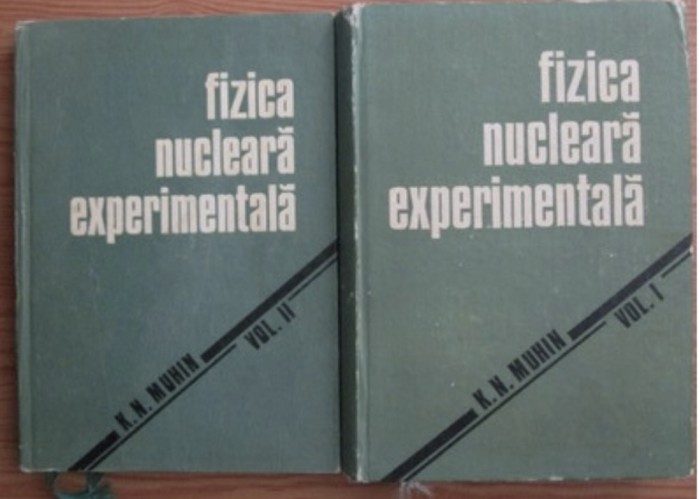 fizica
nucleară
experimentală
K. N. MUHIN
VOL. II
fizica
nucleară
experimentală
K. N. MUHIN
VOL. I